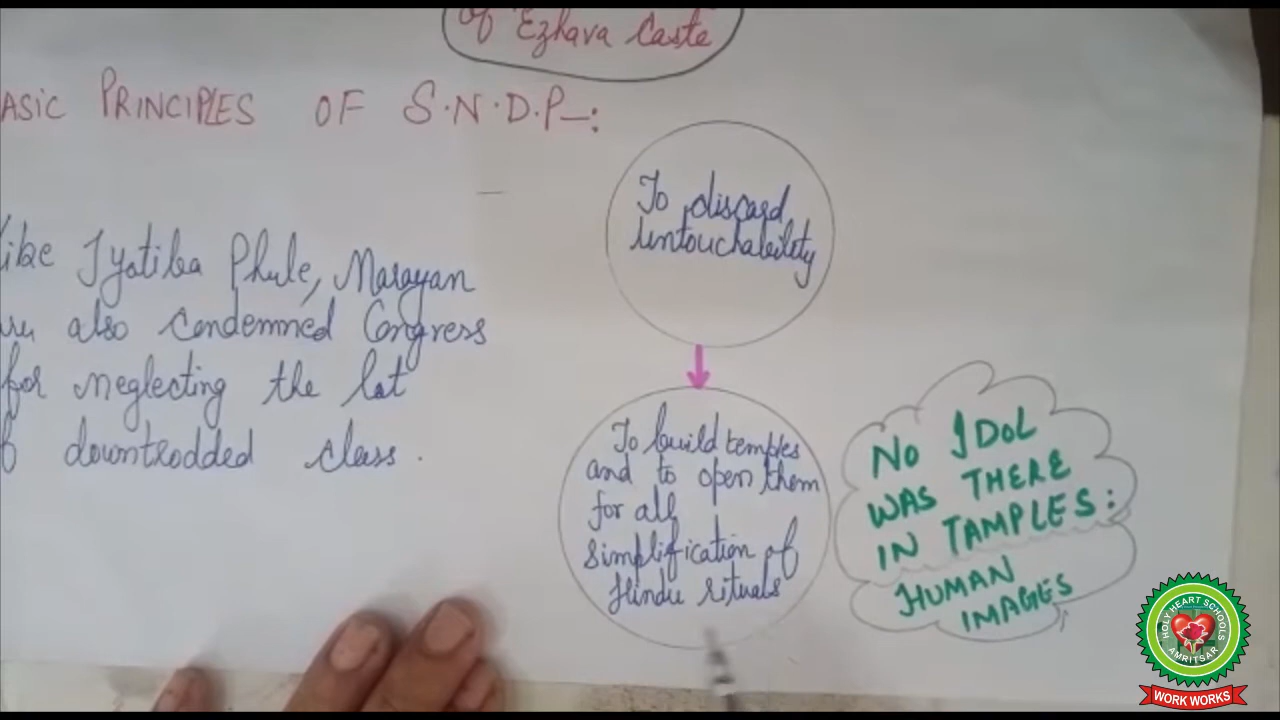 of "Ezhava Caste"
ASIC PRINCIPLES OF S.N.D.P-:
To discard
untouchability
like Jyotiba Phule, Narayan
also condemned Congress
for neglecting the lot
downtrodded class.
To build temples
and to open them
for all
simplification of
Hindu rituals
NO IDOL
WAS THERE
IN TAMPLES:
HUMAN
IMAGES
HOLY HEART SCHOOLS
AMRITSAR
WORK WORKS